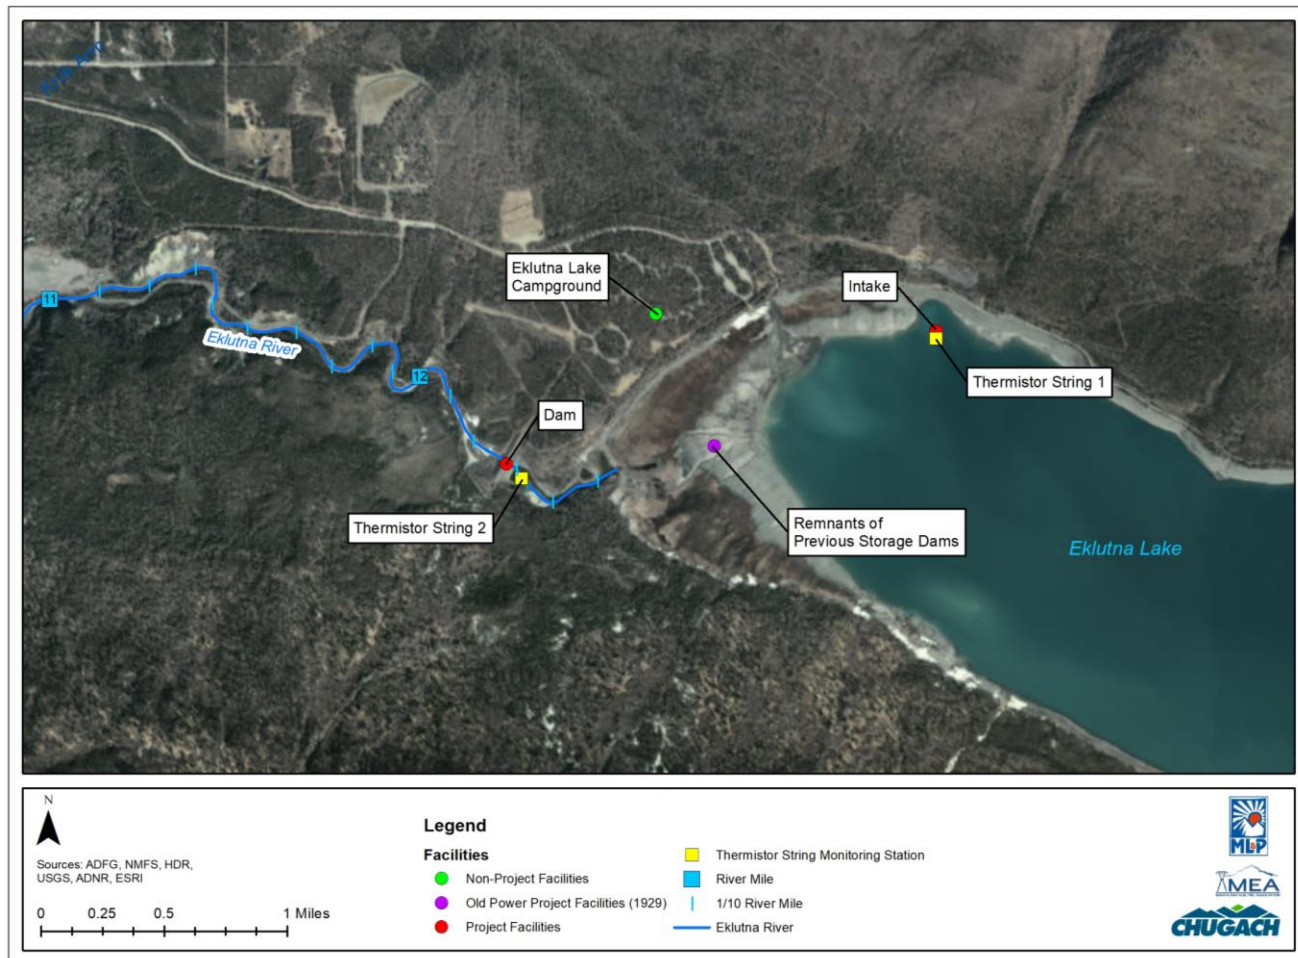 Knik Arm
Eklutna Lake
Campground
Intake
11
Eklutna River
Thermistor String 1
12
Dam
Thermistor String 2
Remnants of
Previous Storage Dams
Eklutna Lake
N
Sources: ADFG, NMFS, HDR,
USGS, ADNR, ESRI
0 0.25 0.5 1 Miles
Legend
Facilities
Non-Project Facilities
Old Power Project Facilities (1929)
Project Facilities
Thermistor String Monitoring Station
River Mile
1/10 River Mile
Eklutna River
ML&P
MEA
CHUGACH